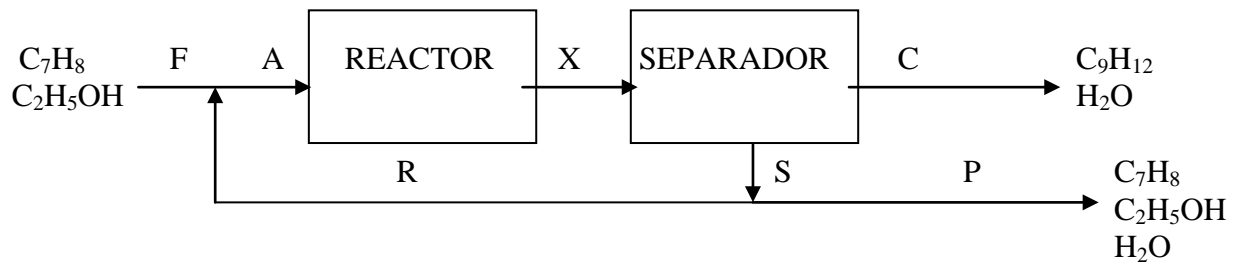 C₇H₈
C₂H₅OH
F
A
REACTOR
X
SEPARADOR
C
C₉H₁₂
H₂O
R
S
P
C₇H₈
C₂H₅OH
H₂O